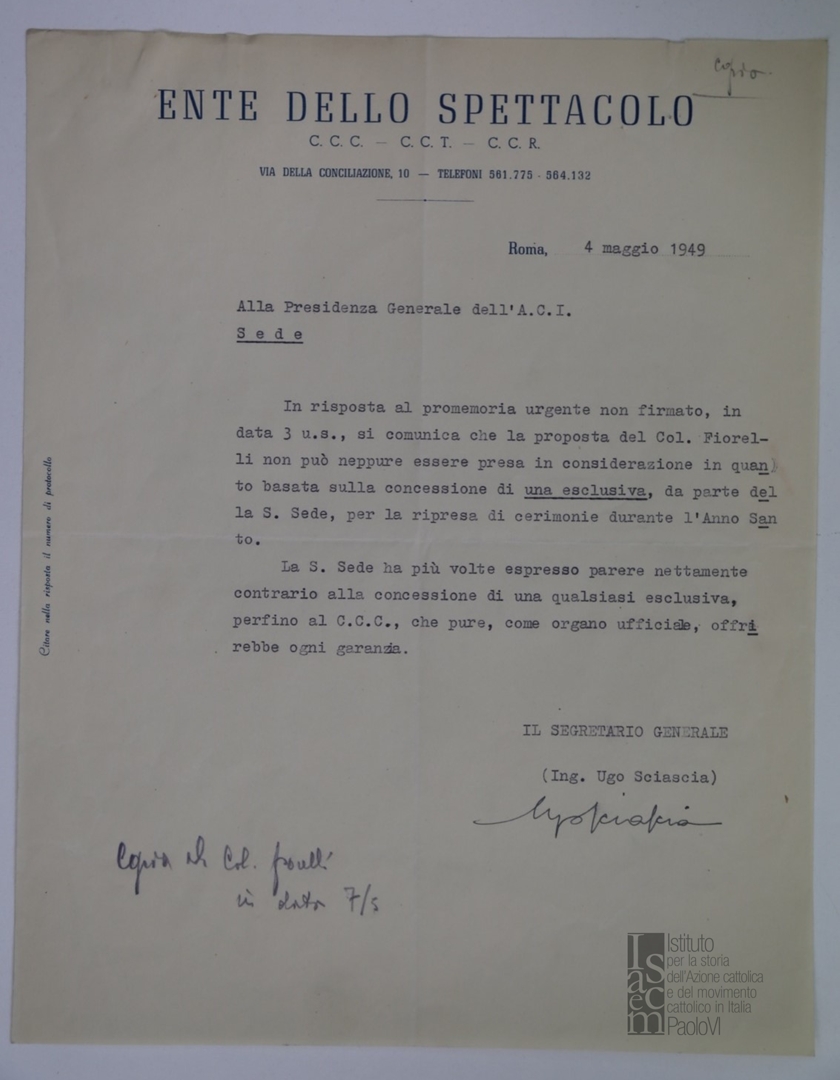 copia
ENTE DELLO SPETTACOLO
C. C. C. — C. C. T. — C. C. R.
VIA DELLA CONCILIAZIONE, 10 — TELEFONI 561.775 - 564.132
Roma, 4 maggio 1949
Alla Presidenza Generale dell'A.C.I.
S e d e
In risposta al promemoria urgente non firmato, in
data 3 u.s., si comunica che la proposta del Col. Fiorel-
li non può neppure essere presa in considerazione in quan
to basata sulla concessione di una esclusiva, da parte del
la S. Sede, per la ripresa di cerimonie durante l'Anno San
to.
La S. Sede ha più volte espresso parere nettamente
contrario alla concessione di una qualsiasi esclusiva,
perfino al C.C.C., che pure, come organo ufficiale, offri
rebbe ogni garanzia.
IL SEGRETARIO GENERALE
(Ing. Ugo Sciascia)
Ugo Sciascia
Copia al Col.
in data 7/5
Citare nella risposta il numero di protocollo
Isacem
Istituto
per la storia
dell'Azione cattolica
e del movimento
cattolico in Italia
PaoloVI